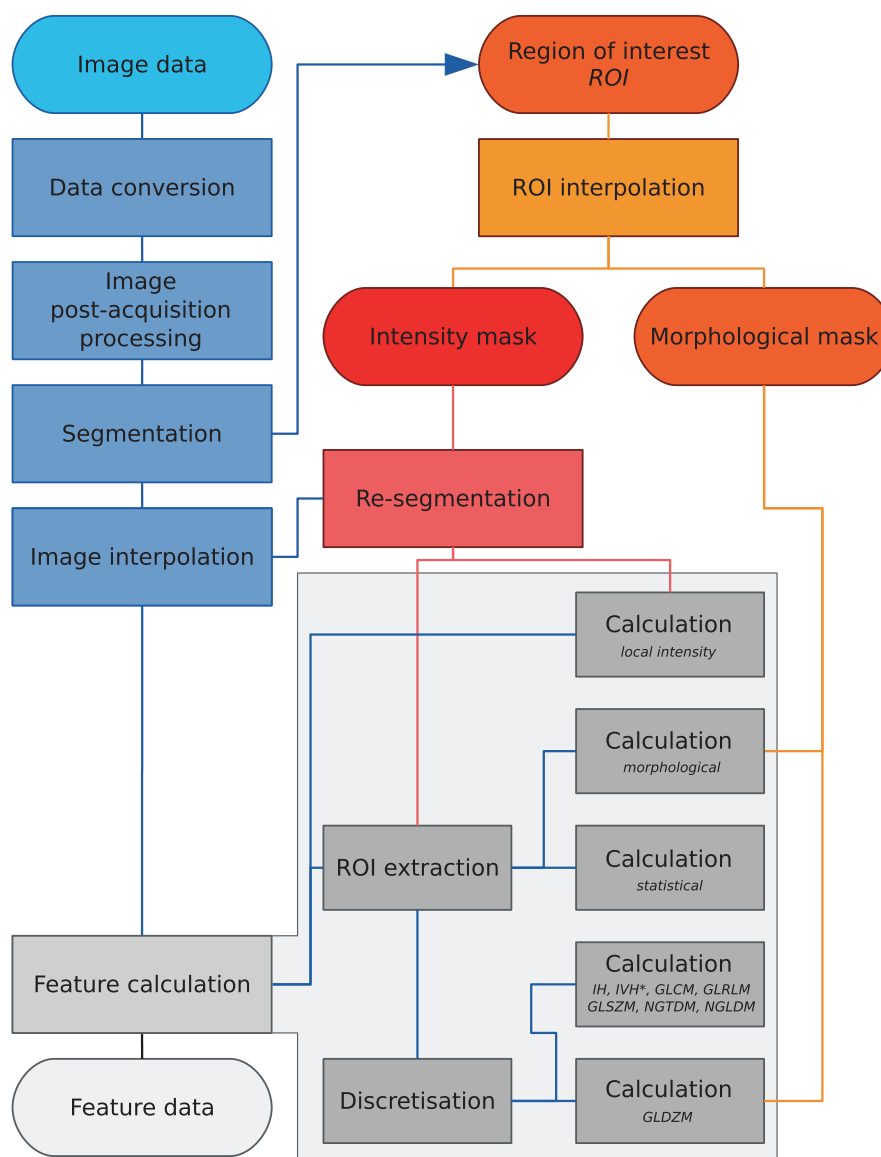 Image data
Region of interest
ROI
Data conversion
ROI interpolation
Image
post-acquisition
processing
Intensity mask
Morphological mask
Segmentation
Re-segmentation
Image interpolation
Calculation
local intensity
Calculation
morphological
ROI extraction
Calculation
statistical
Feature calculation
Calculation
IH, IVH*, GLCM, GLRLM
GLSZM, NGTDM, NGLDM
Feature data
Discretisation
Calculation
GLDZM